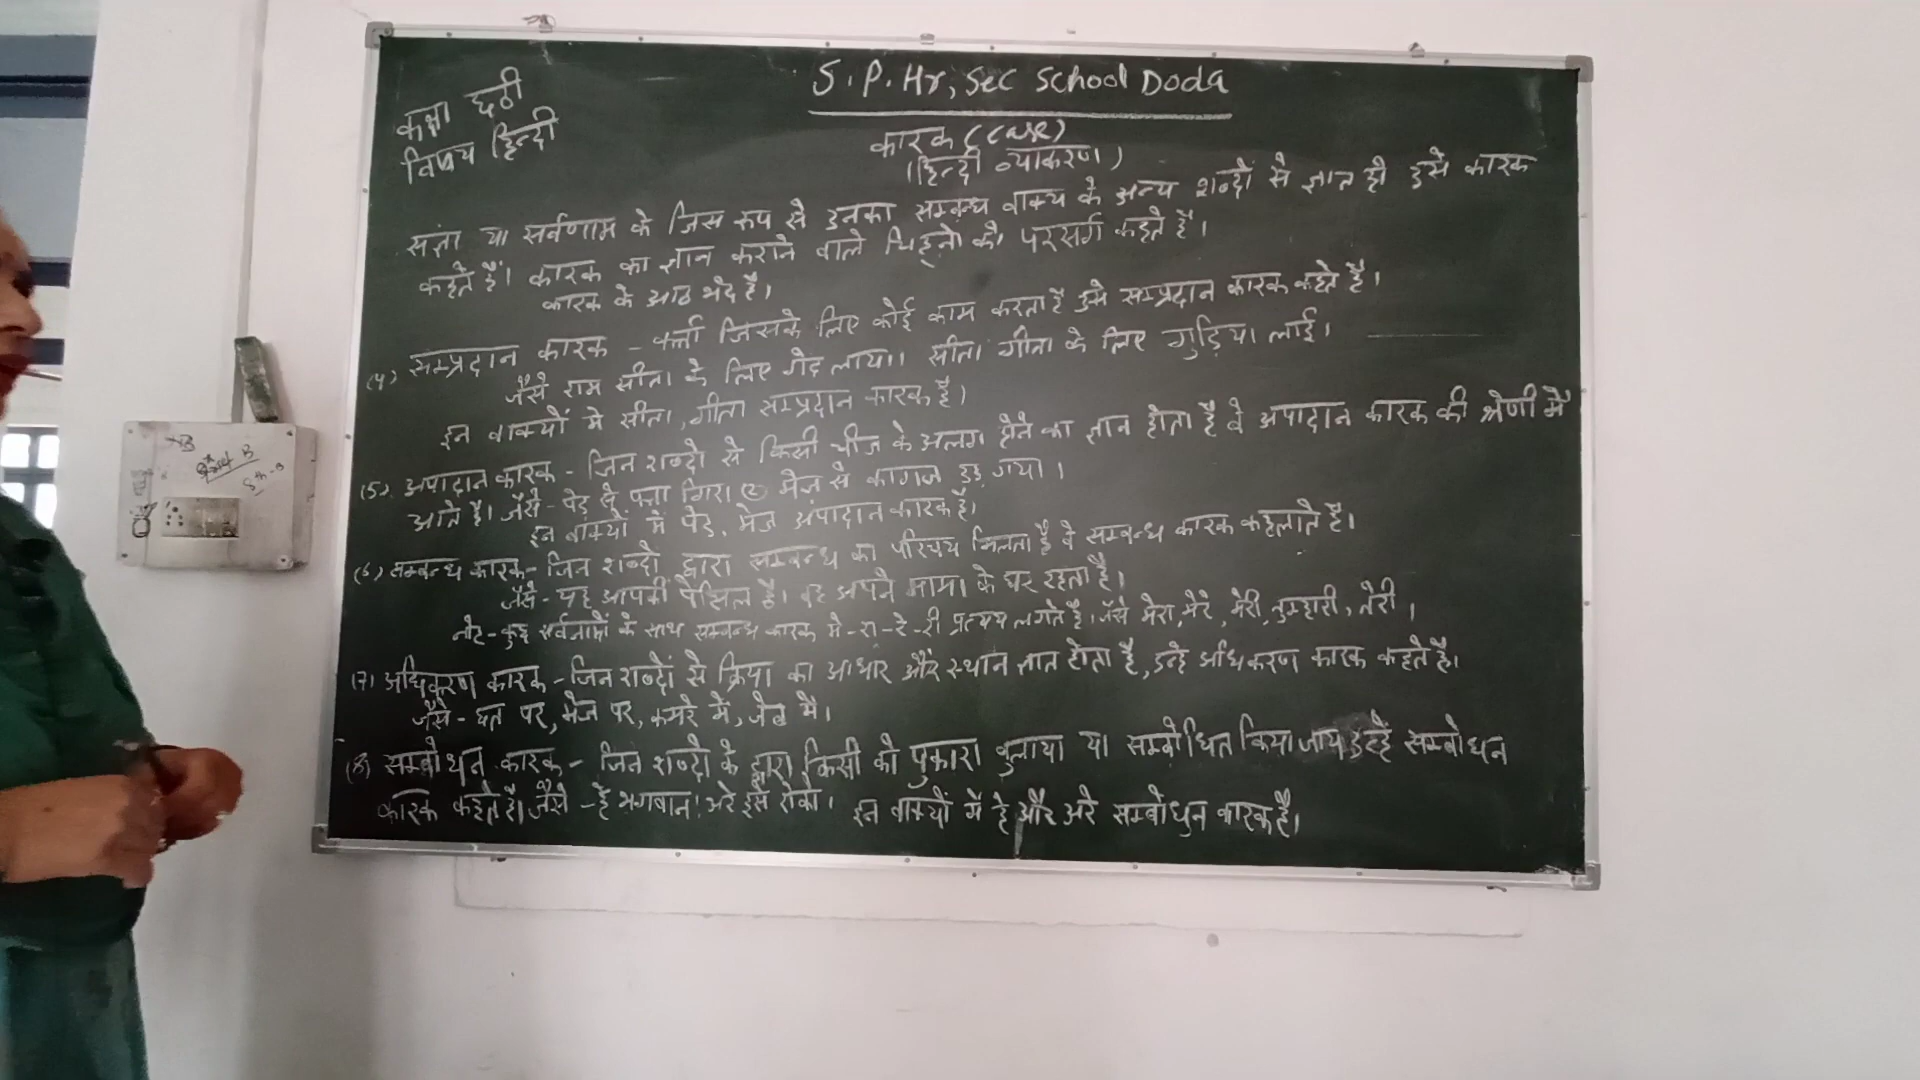 S. P. Hr, Sec School Doda
कक्षा छठी
विषय हिन्दी
कारक (Case)
(हिन्दी व्याकरण)
संज्ञा या सर्वणाम के जिस रूप से उनका सम्बन्ध वाक्य के अन्य शब्दों से ज्ञात हो उसे कारक
कहते हैं। कारक का ज्ञान कराने वाले चिह्नो को परसर्ग कहते है।
कारक के आठ भेद है।
(4) सम्प्रदान कारक - कर्ता जिसके लिए कोई काम करता है उसे सम्प्रदान कारक कहते है।
जैसे राम सीता के लिए गेंद लाया। सीता गीता के लिए गुड़िया लाई।
इन वाक्यों मे सीता, गीता सम्प्रदान कारक है।
(5) अपादान कारक - जिन शब्दो से किसी चीज के अलग होने का ज्ञान होता है वे अपादान कारक की श्रेणी में
आते है। जैसे - पेड़ से पत्ता गिरा (2) मेज से कागज उड़ गया।
इन वाक्यों में पेड़, मेज अपादान कारक है।
(6) सम्बन्ध कारक - जिन शब्दो द्वारा सम्बन्ध का परिचय मिलता है वे सम्बन्ध कारक कहलाते है।
जैसे - यह आपकी पेंसिल है। वह अपने मामा के घर रहता है।
नोट - कुछ सर्वनामों के साथ सम्बन्ध कारक मे - रा - रे - री प्रत्यय लगते है। जैसे मेरा, मेरे, मेरी, तुम्हारी, तेरी।
(7) अधिकरण कारक - जिन शब्दों से क्रिया का आधार और स्थान ज्ञात होता है, उन्हे अधिकरण कारक कहते है।
जैसे - छत पर, मेज पर, कमरे में, जेब में।
(8) सम्बोधन कारक - जिन शब्दो के द्वारा किसी को पुकारा बुलाया या सम्बोधित किया जाय उन्हें सम्बोधन
कारक कहते है। जैसे - हे भगवान! अरे इसे रोको। इन वाक्यों में हे और अरे सम्बोधन कारक है।